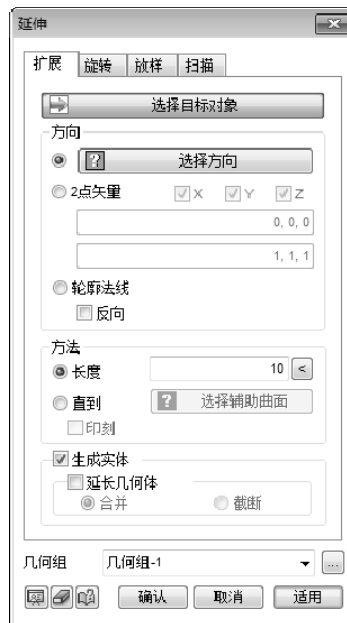 延伸
扩展 旋转 放样 扫描
选择目标对象
方向
? 选择方向
2点矢量 X Y Z
0, 0, 0
1, 1, 1
轮廓法线
反向
方法
长度 10 <
直到 ? 选择辅助曲面
印刻
生成实体
延长几何体
合并 截断
几何组 几何组-1 ...
确认 取消 适用